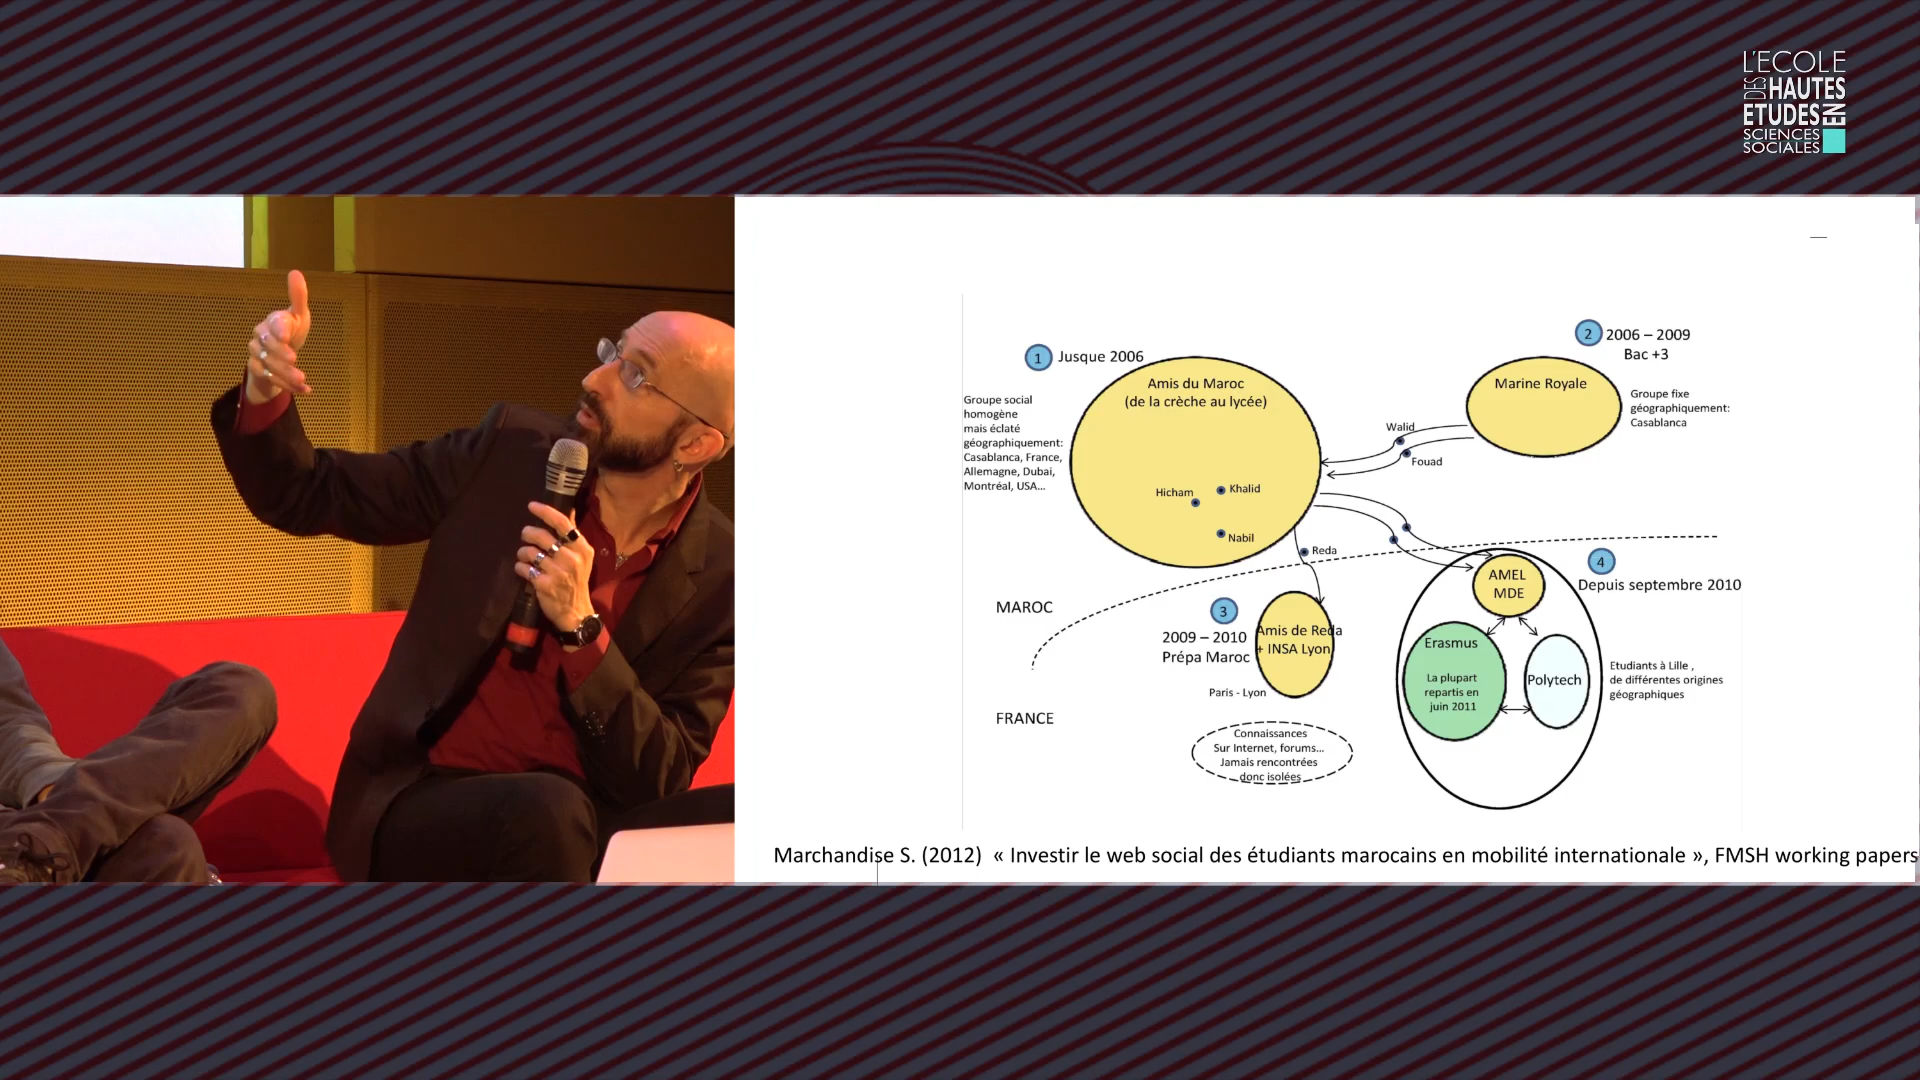 L'ECOLE
DES HAUTES
ETUDES EN
SCIENCES
SOCIALES
1 Jusque 2006
Amis du Maroc
(de la crèche au lycée)
Groupe social
homogène
mais éclaté
géographiquement:
Casablanca, France,
Allemagne, Dubai,
Montréal, USA...
Hicham
Khalid
Nabil
2 2006 – 2009
Bac +3
Marine Royale
Groupe fixe
géographiquement:
Casablanca
Walid
Fouad
Reda
MAROC
FRANCE
3
2009 – 2010
Prépa Maroc
Amis de Reda
+ INSA Lyon
Paris - Lyon
Connaissances
Sur Internet, forums...
Jamais rencontrées
donc isolées
4
Depuis septembre 2010
AMEL
MDE
Erasmus
La plupart
repartis en
juin 2011
Polytech
Etudiants à Lille ,
de différentes origines
géographiques
Marchandise S. (2012) « Investir le web social des étudiants marocains en mobilité internationale », FMSH working papers